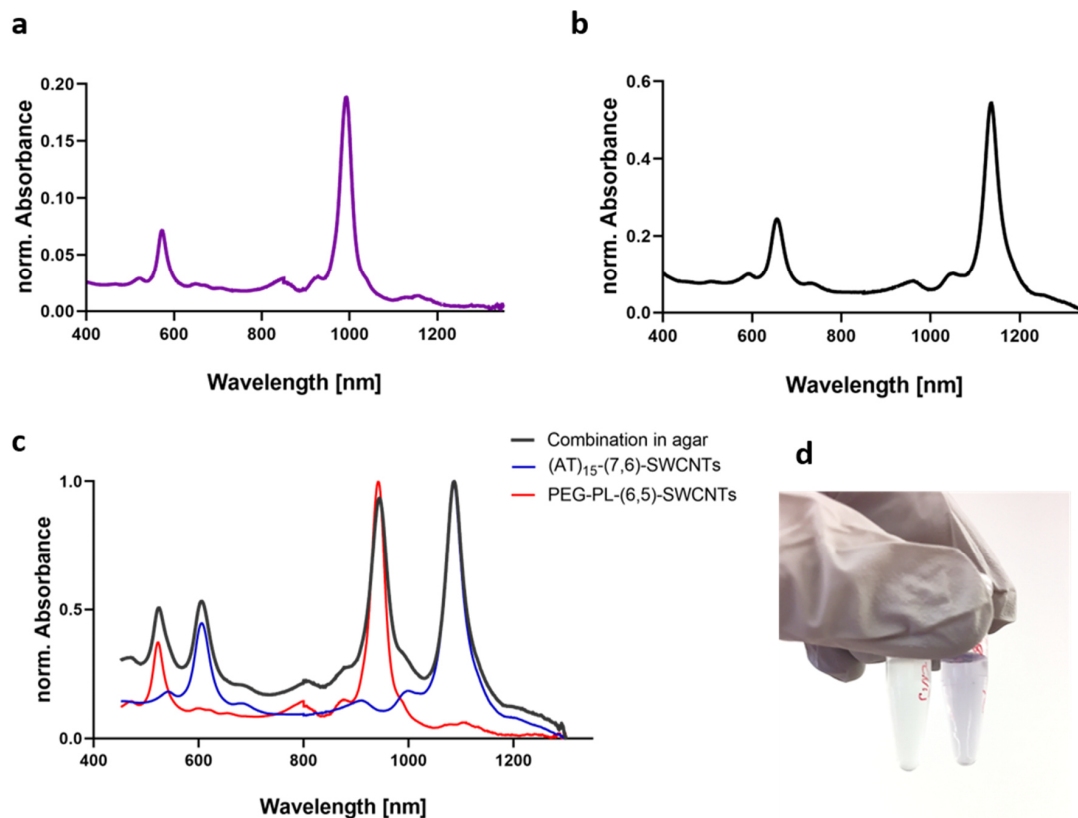 a
norm. Absorbance
0.20
0.15
0.10
0.05
0.00
400 600 800 1000 1200
Wavelength [nm]
b
norm. Absorbance
0.6
0.4
0.2
0.0
400 600 800 1000 1200
Wavelength [nm]
c
norm. Absorbance
1.0
0.5
0.0
400 600 800 1000 1200
Wavelength [nm]
Combination in agar
(AT)₁₅-(7,6)-SWCNTs
PEG-PL-(6,5)-SWCNTs
d